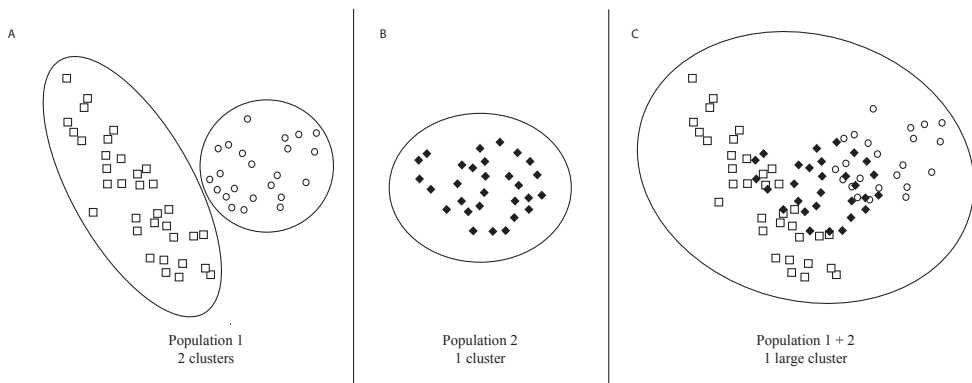 A
B
C
Population 1
2 clusters
Population 2
1 cluster
Population 1 + 2
1 large cluster